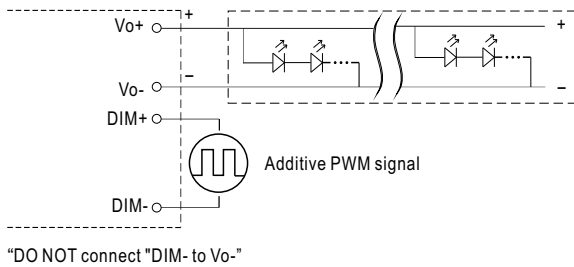 Vo+
+
+
Vo-
–
–
DIM+
DIM-
Additive PWM signal
“DO NOT connect "DIM- to Vo-”